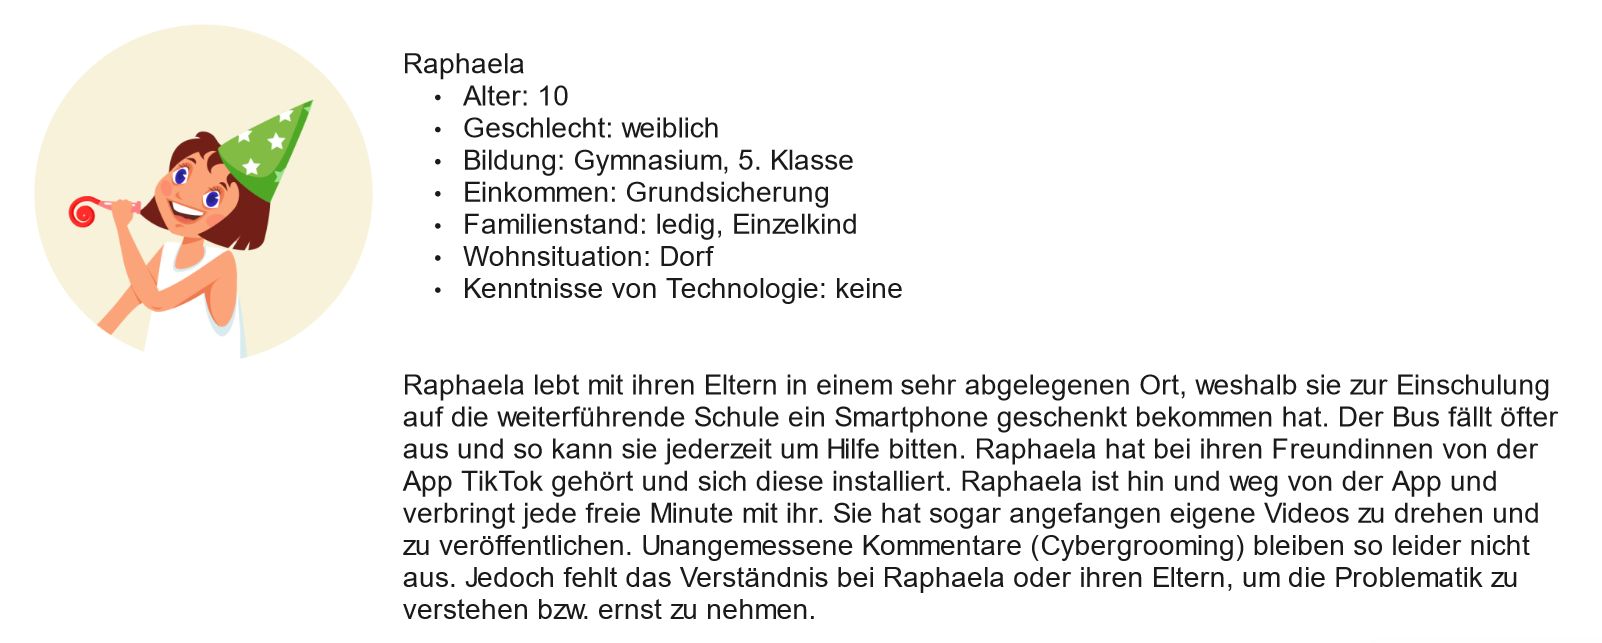 Raphaela
• Alter: 10
• Geschlecht: weiblich
• Bildung: Gymnasium, 5. Klasse
• Einkommen: Grundsicherung
• Familienstand: ledig, Einzelkind
• Wohnsituation: Dorf
• Kenntnisse von Technologie: keine
Raphaela lebt mit ihren Eltern in einem sehr abgelegenen Ort, weshalb sie zur Einschulung
auf die weiterführende Schule ein Smartphone geschenkt bekommen hat. Der Bus fällt öfter
aus und so kann sie jederzeit um Hilfe bitten. Raphaela hat bei ihren Freundinnen von der
App TikTok gehört und sich diese installiert. Raphaela ist hin und weg von der App und
verbringt jede freie Minute mit ihr. Sie hat sogar angefangen eigene Videos zu drehen und
zu veröffentlichen. Unangemessene Kommentare (Cybergrooming) bleiben so leider nicht
aus. Jedoch fehlt das Verständnis bei Raphaela oder ihren Eltern, um die Problematik zu
verstehen bzw. ernst zu nehmen.